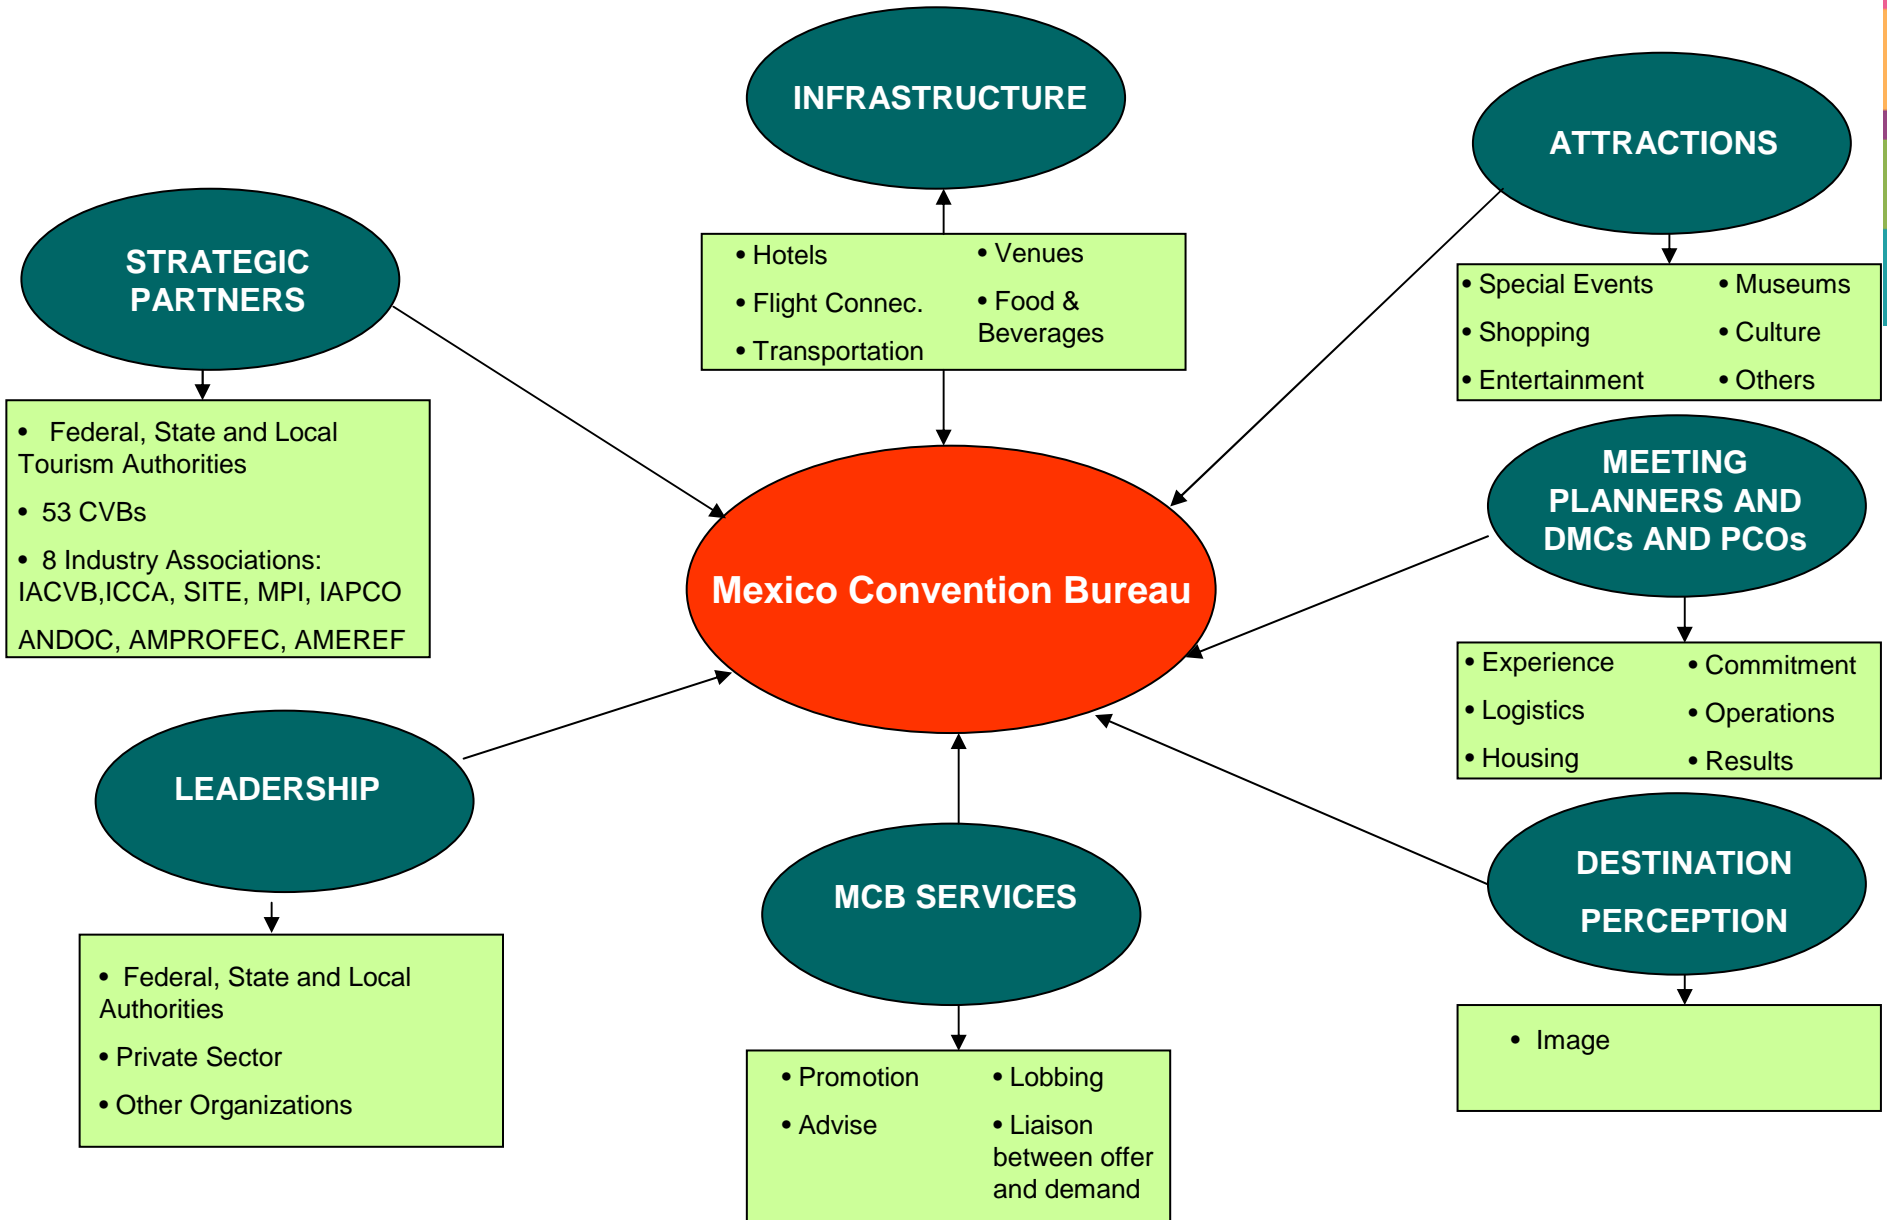 INFRASTRUCTURE
• Hotels
• Flight Connec.
• Transportation
• Venues
• Food &
Beverages
ATTRACTIONS
• Special Events
• Shopping
• Entertainment
• Museums
• Culture
• Others
STRATEGIC
PARTNERS
• Federal, State and Local
Tourism Authorities
• 53 CVBs
• 8 Industry Associations:
IACVB,ICCA, SITE, MPI, IAPCO
ANDOC, AMPROFEC, AMEREF
Mexico Convention Bureau
MEETING
PLANNERS AND
DMCs AND PCOs
• Experience
• Logistics
• Housing
• Commitment
• Operations
• Results
LEADERSHIP
• Federal, State and Local
Authorities
• Private Sector
• Other Organizations
MCB SERVICES
• Promotion
• Advise
• Lobbing
• Liaison
between offer
and demand
DESTINATION
PERCEPTION
• Image